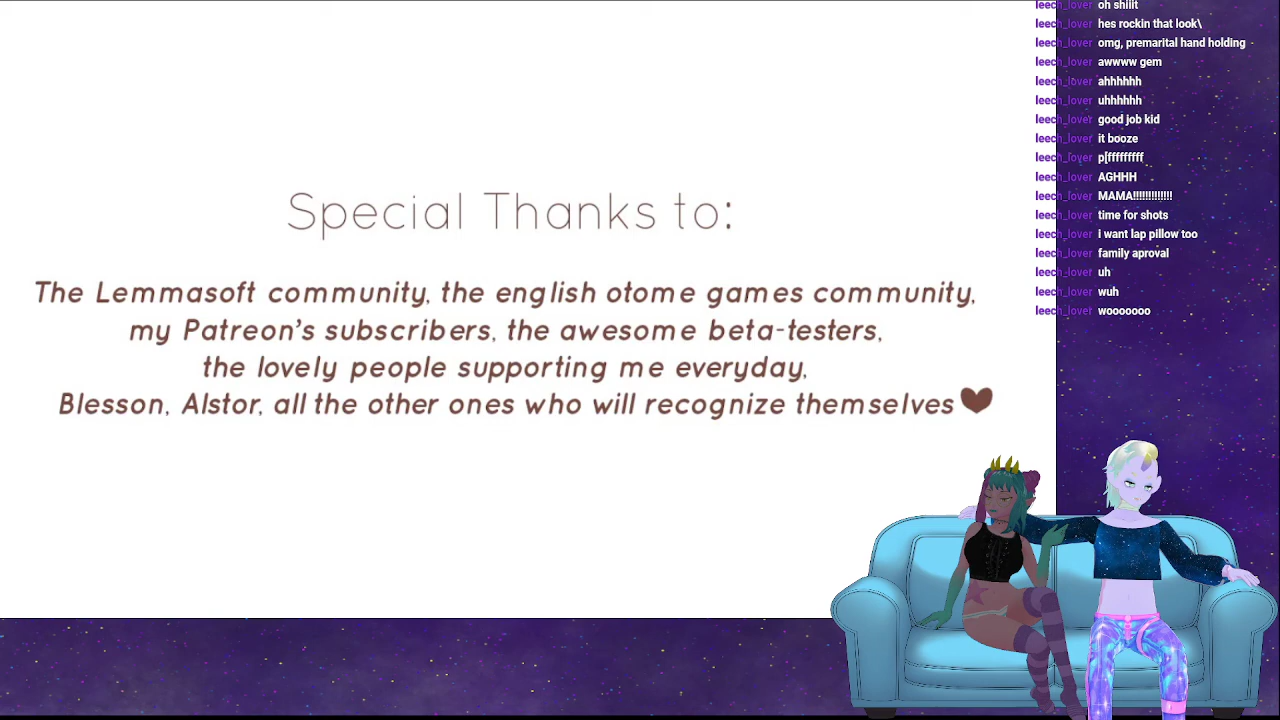 Special Thanks to:
The Lemmasoft community, the english otome games community,
my Patreon's subscribers, the awesome beta-testers,
the lovely people supporting me everyday,
Blesson, Alstor, all the other ones who will recognize themselves
leech_lover oh shiiit
leech_lover hes rockin that look\
leech_lover omg, premarital hand holding
leech_lover awwww gem
leech_lover ahhhhhh
leech_lover uhhhhhh
leech_lover good job kid
leech_lover it booze
leech_lover p[fffffffff
leech_lover AGHHH
leech_lover MAMA!!!!!!!!!!!!!
leech_lover time for shots
leech_lover i want lap pillow too
leech_lover family aproval
leech_lover uh
leech_lover wuh
leech_lover wooooooo